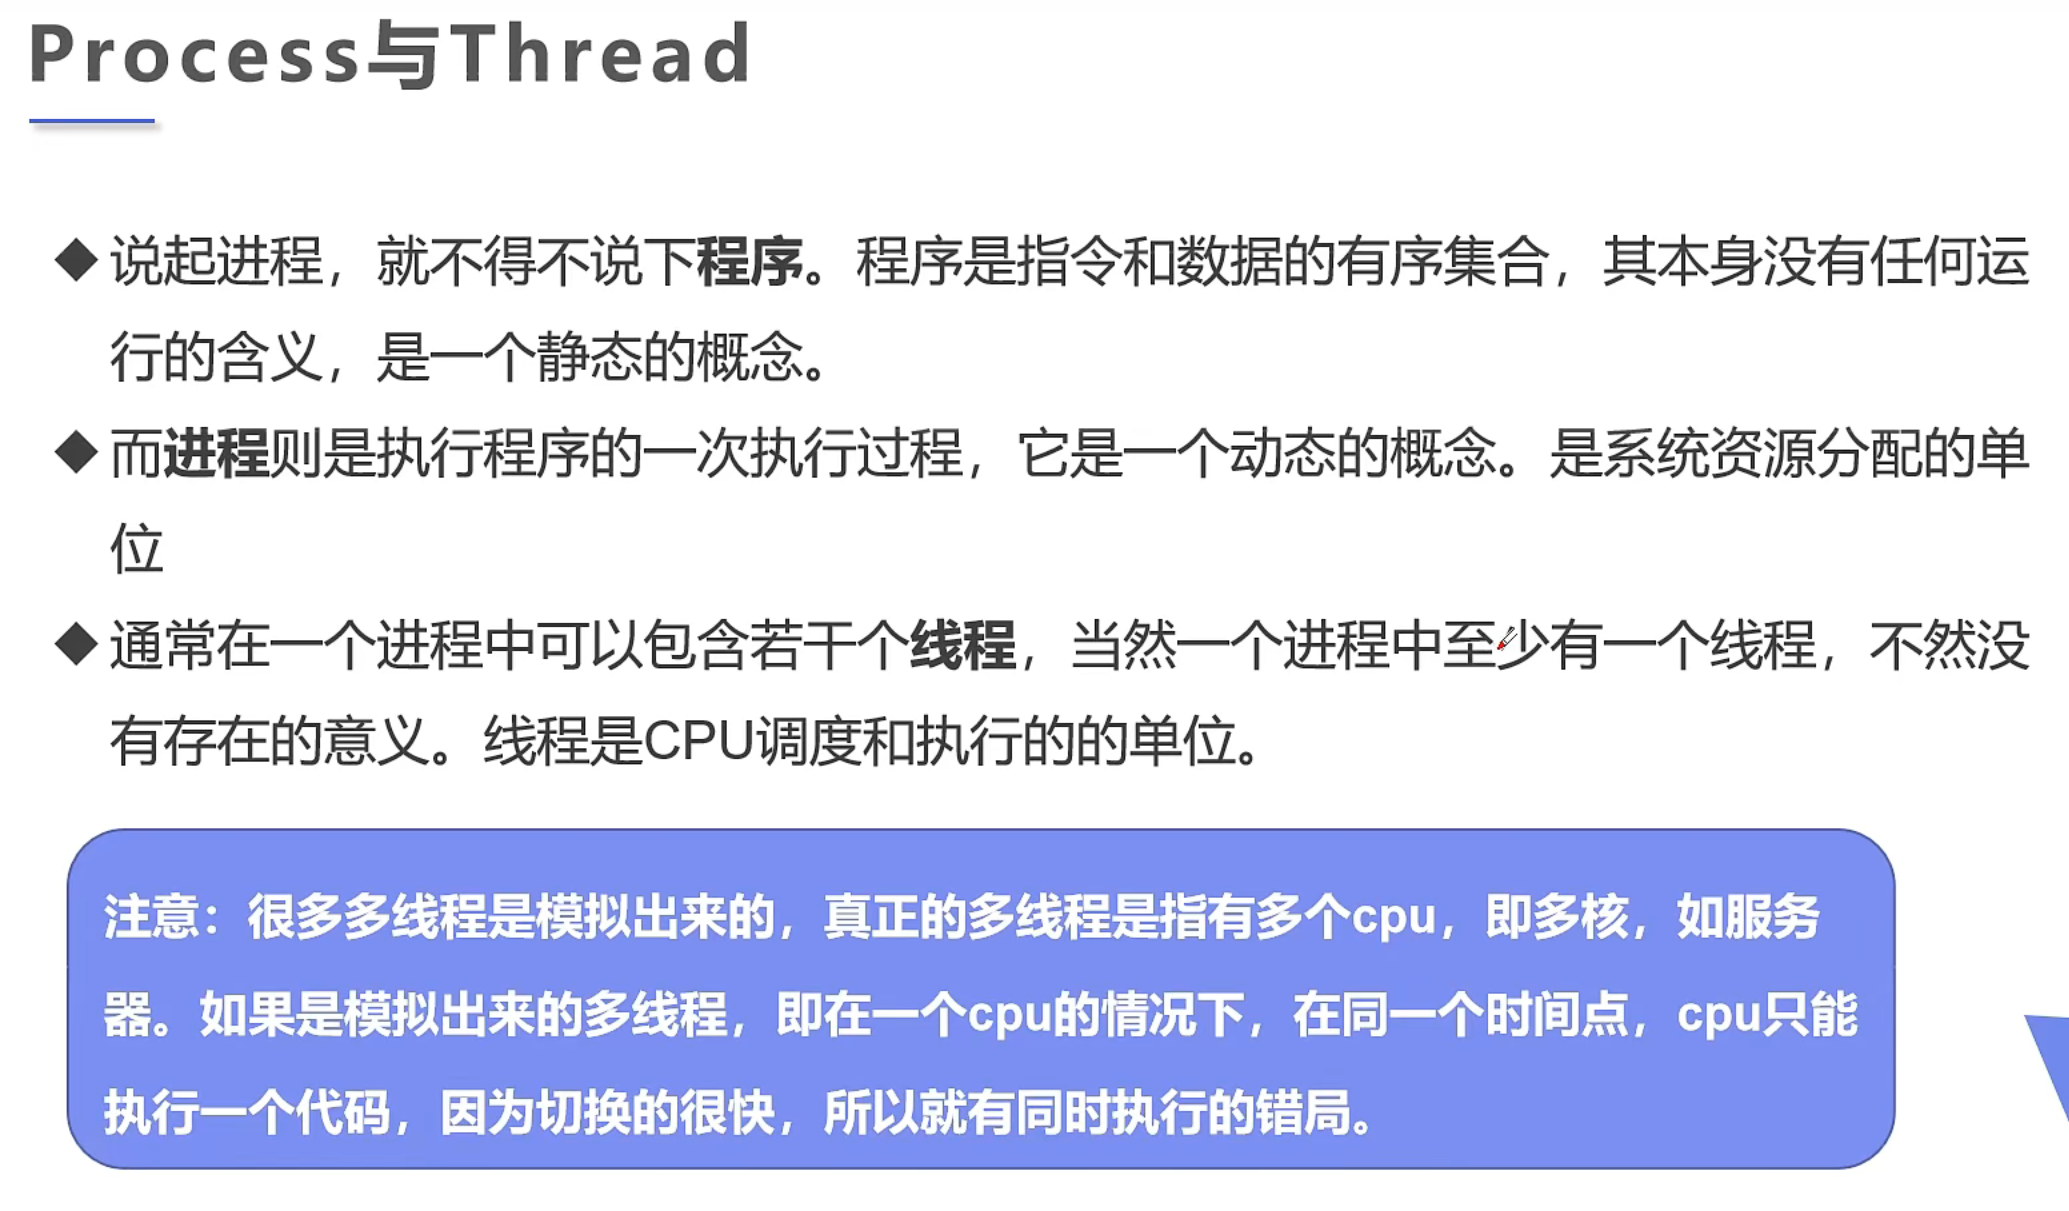 Process与Thread
◆说起进程，就不得不说下程序。程序是指令和数据的有序集合，其本身没有任何运
行的含义，是一个静态的概念。
◆而进程则是执行程序的一次执行过程，它是一个动态的概念。是系统资源分配的单
位
◆通常在一个进程中可以包含若干个线程，当然一个进程中至少有一个线程，不然没
有存在的意义。线程是CPU调度和执行的的单位。
注意：很多多线程是模拟出来的，真正的多线程是指有多个cpu，即多核，如服务
器。如果是模拟出来的多线程，即在一个cpu的情况下，在同一个时间点，cpu只能
执行一个代码，因为切换的很快，所以就有同时执行的错局。